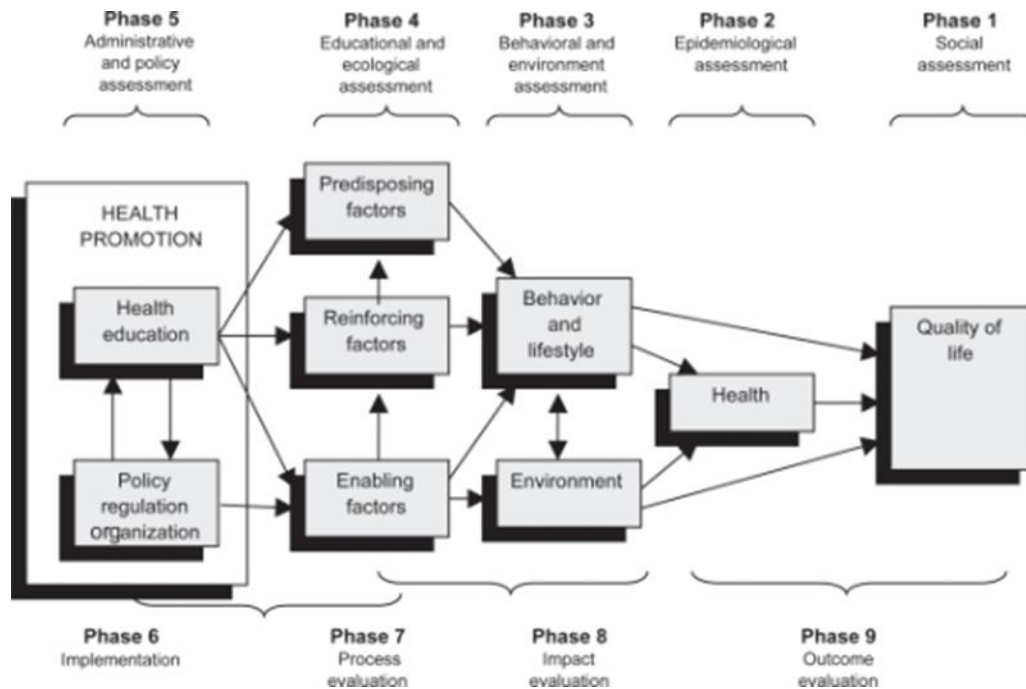 Phase 5
Administrative
and policy
assessment
Phase 4
Educational and
ecological
assessment
Phase 3
Behavioral and
environment assessment
Phase 2
Epidemiological
assessment
Phase 1
Social
assessment
HEALTH
PROMOTION
Health
education
Policy
regulation
organization
Predisposing
factors
Reinforcing
factors
Enabling
factors
Behavior
and
lifestyle
Environment
Health
Quality of
life
Phase 6
Implementation
Phase 7
Process
evaluation
Phase 8
Impact
evaluation
Phase 9
Outcome
evaluation